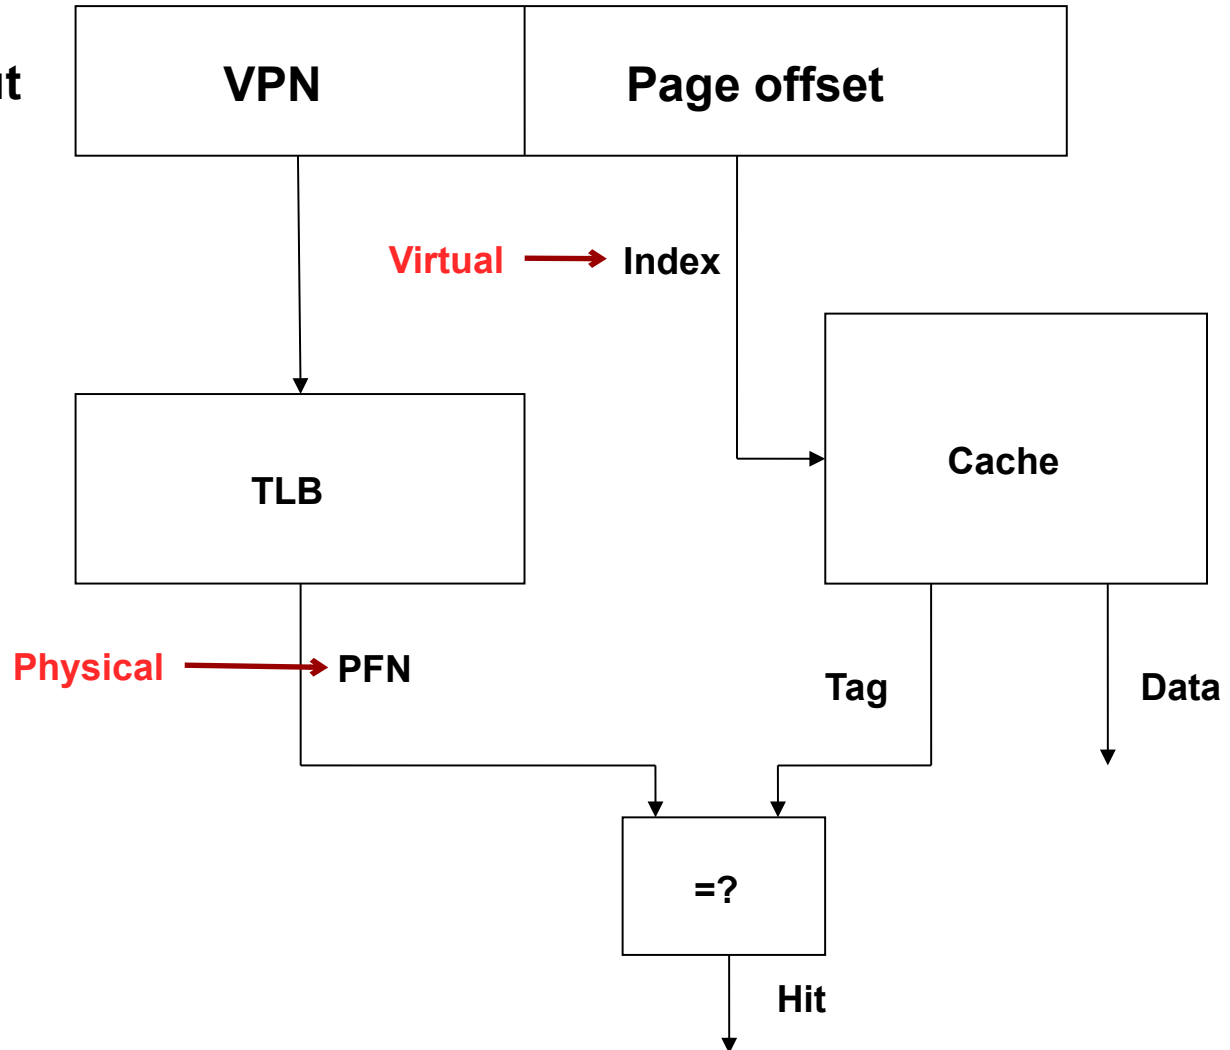 VPN
Page offset
Virtual
Index
Cache
TLB
Physical
PFN
Tag
Data
=?
Hit